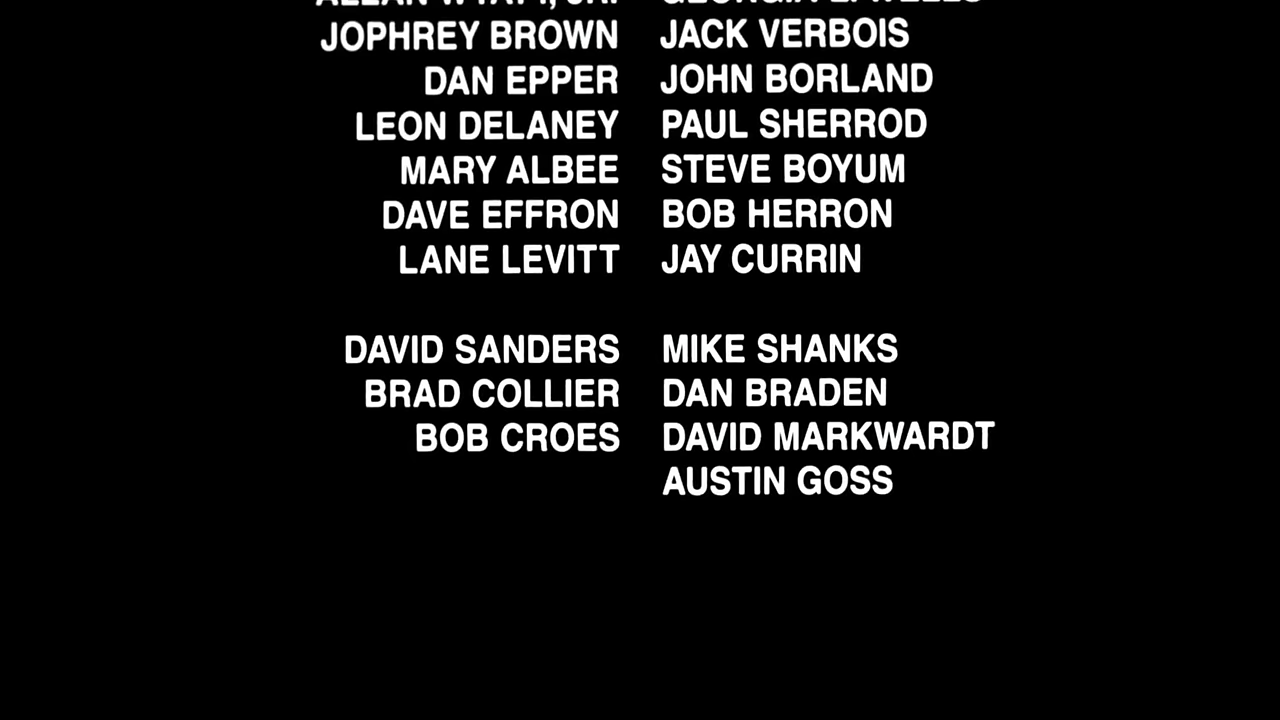 JOPHREY BROWN JACK VERBOIS
DAN EPPER JOHN BORLAND
LEON DELANEY PAUL SHERROD
MARY ALBEE STEVE BOYUM
DAVE EFFRON BOB HERRON
LANE LEVITT JAY CURRIN
DAVID SANDERS MIKE SHANKS
BRAD COLLIER DAN BRADEN
BOB CROES DAVID MARKWARDT
AUSTIN GOSS